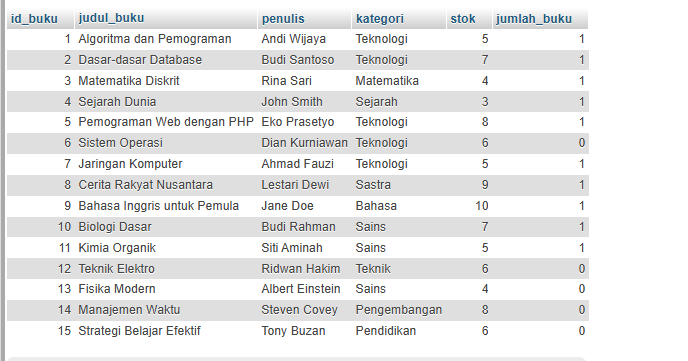 id_buku judul_buku penulis kategori stok jumlah_buku
1 Algoritma dan Pemograman Andi Wijaya Teknologi 5 1
2 Dasar-dasar Database Budi Santoso Teknologi 7 1
3 Matematika Diskrit Rina Sari Matematika 4 1
4 Sejarah Dunia John Smith Sejarah 3 1
5 Pemograman Web dengan PHP Eko Prasetyo Teknologi 8 1
6 Sistem Operasi Dian Kurniawan Teknologi 6 0
7 Jaringan Komputer Ahmad Fauzi Teknologi 5 1
8 Cerita Rakyat Nusantara Lestari Dewi Sastra 9 1
9 Bahasa Inggris untuk Pemula Jane Doe Bahasa 10 1
10 Biologi Dasar Budi Rahman Sains 7 1
11 Kimia Organik Siti Aminah Sains 5 1
12 Teknik Elektro Ridwan Hakim Teknik 6 0
13 Fisika Modern Albert Einstein Sains 4 0
14 Manajemen Waktu Steven Covey Pengembangan 8 0
15 Strategi Belajar Efektif Tony Buzan Pendidikan 6 0